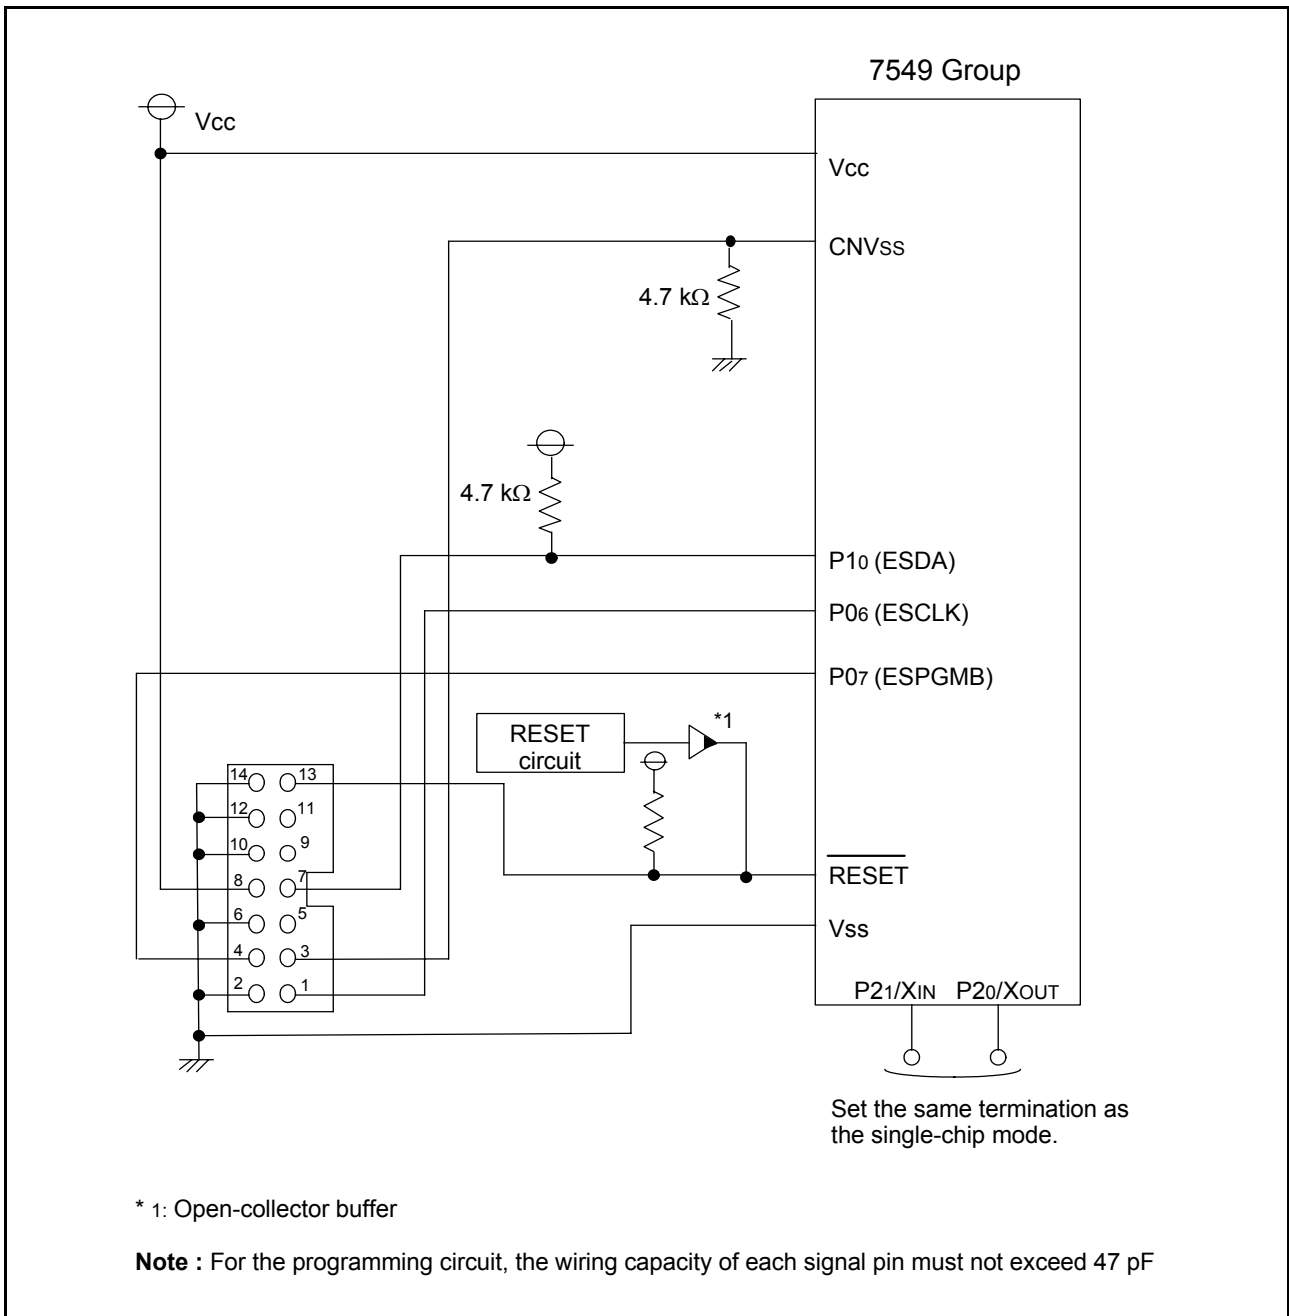 7549 Group
Vcc
Vcc
CNVss
4.7 kΩ
4.7 kΩ
P10 (ESDA)
P06 (ESCLK)
P07 (ESPGMB)
*1
RESET
circuit
14 13
12 11
10 9
8 7
6 5
4 3
2 1
RESET
Vss
P21/XIN P20/XOUT
Set the same termination as
the single-chip mode.
* 1: Open-collector buffer
Note : For the programming circuit, the wiring capacity of each signal pin must not exceed 47 pF